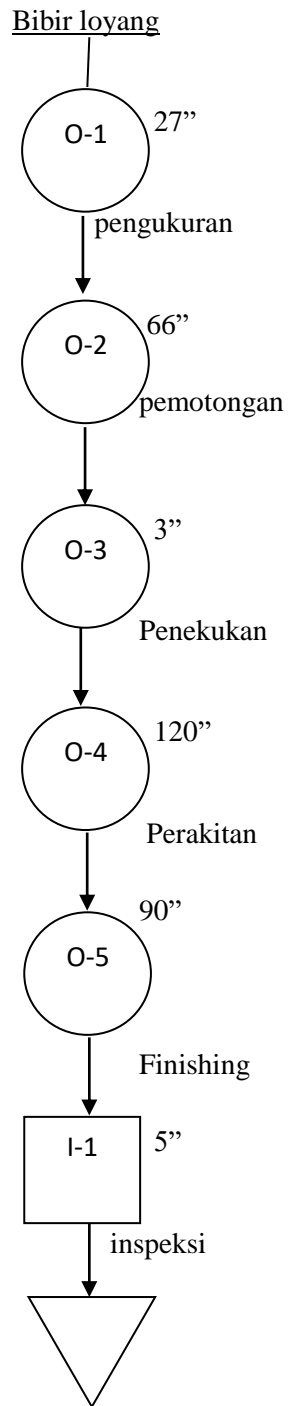 Bibir loyang
O-1
27”
pengukuran
O-2
66”
pemotongan
O-3
3”
Penekukan
O-4
120”
Perakitan
O-5
90”
Finishing
I-1
5”
inspeksi